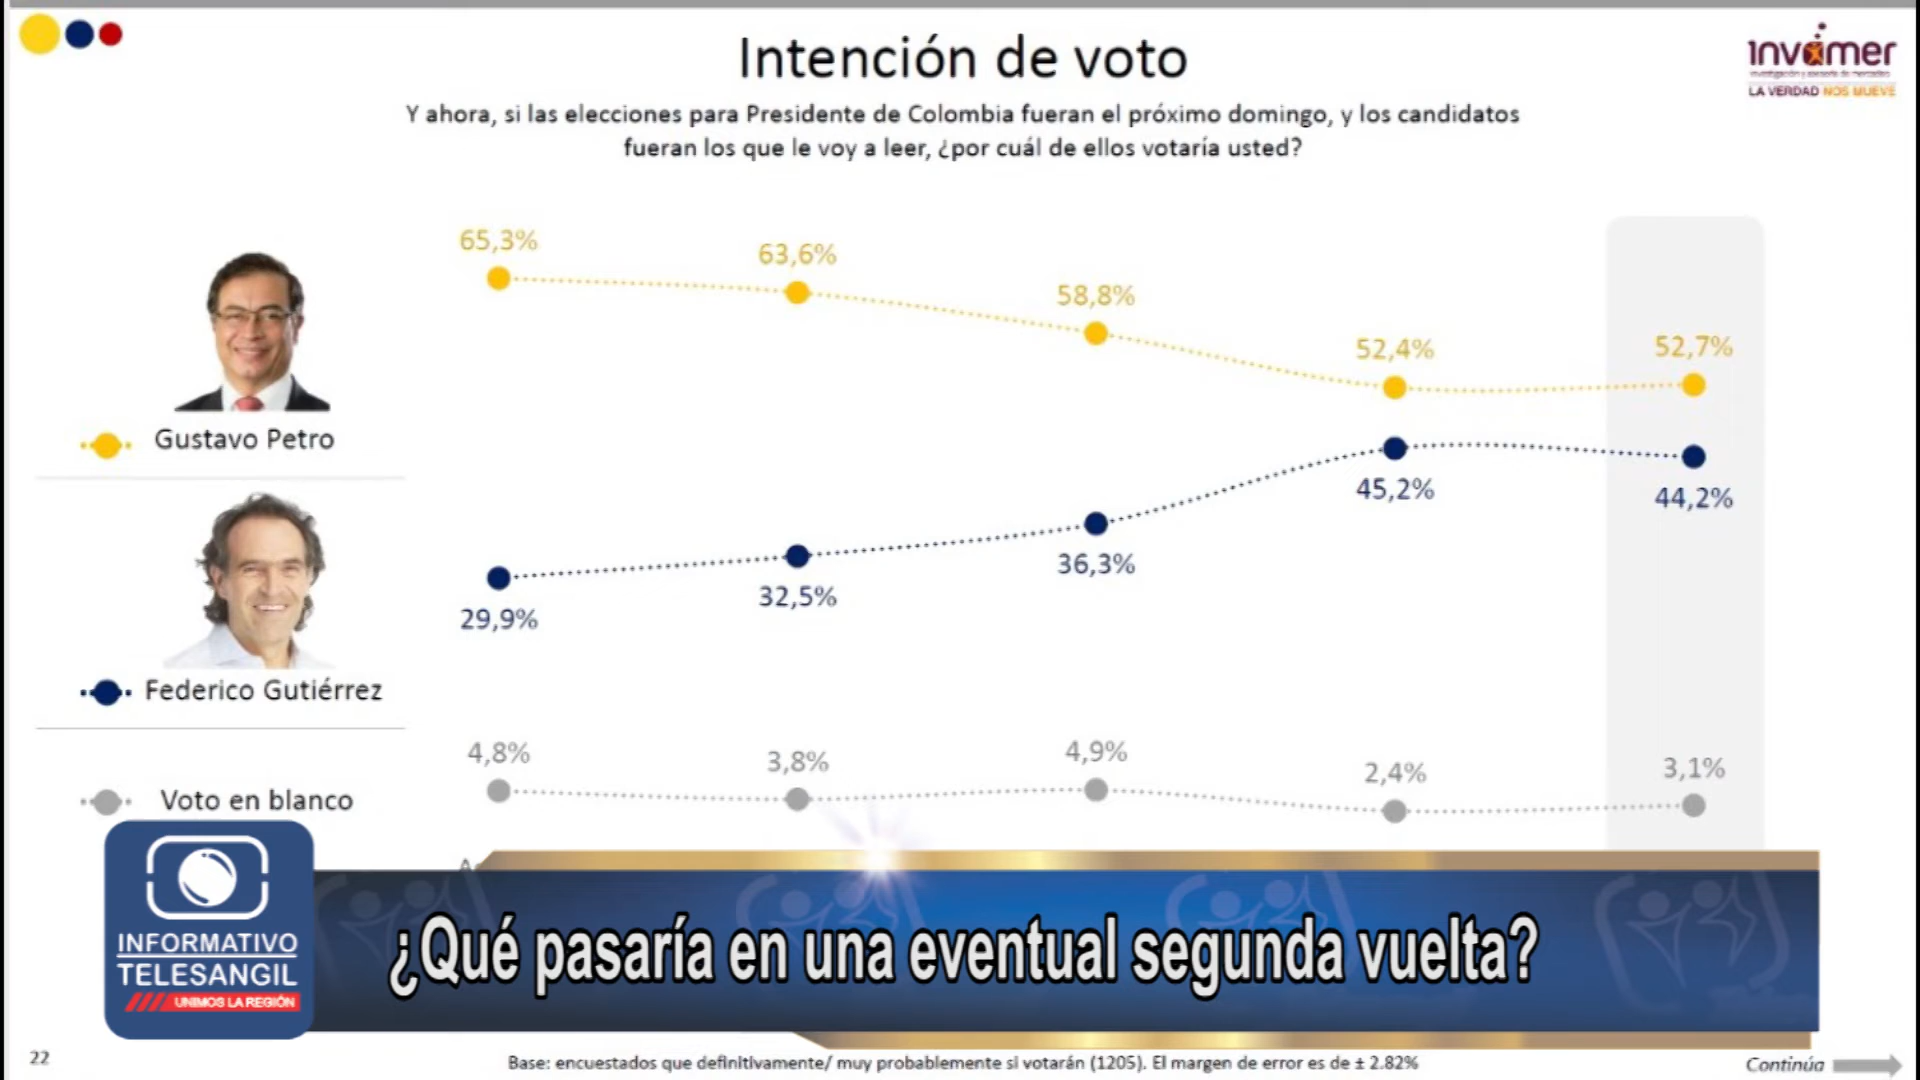 Intención de voto
invamer
LA VERDAD NOS MUEVE
Y ahora, si las elecciones para Presidente de Colombia fueran el próximo domingo, y los candidatos
fueran los que le voy a leer, ¿por cuál de ellos votaría usted?
65,3%
63,6%
58,8%
52,4%
52,7%
Gustavo Petro
29,9%
32,5%
36,3%
45,2%
44,2%
Federico Gutiérrez
4,8%
3,8%
4,9%
2,4%
3,1%
Voto en blanco
INFORMATIVO
TELESANGIL
UNIMOS LA REGIÓN
¿Qué pasaría en una eventual segunda vuelta?
22
Base: encuestados que definitivamente/ muy probablemente si votarán (1205). El margen de error es de ± 2.82%
Continúa